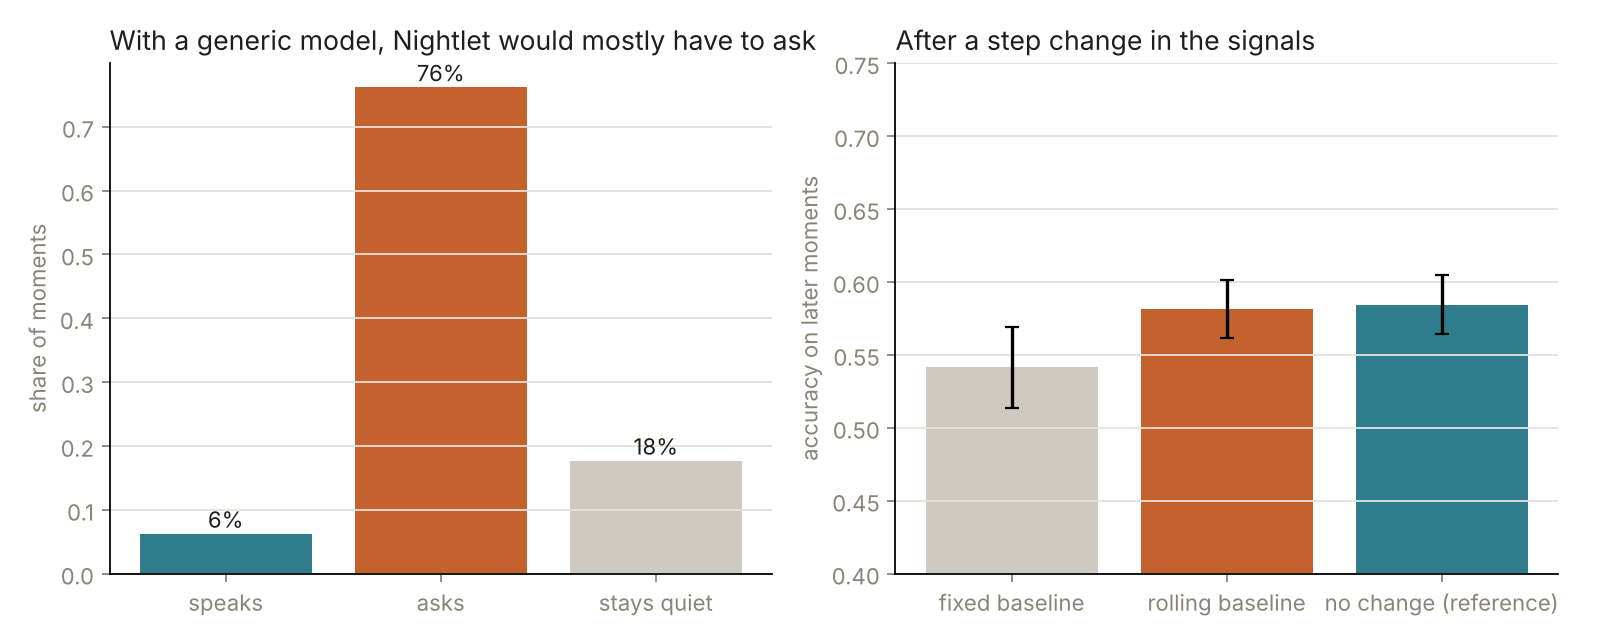 With a generic model, Nightlet would mostly have to ask
share of moments
0.7
0.6
0.5
0.4
0.3
0.2
0.1
0.0
6%
76%
18%
speaks
asks
stays quiet
After a step change in the signals
accuracy on later moments
0.75
0.70
0.65
0.60
0.55
0.50
0.45
0.40
fixed baseline
rolling baseline
no change (reference)